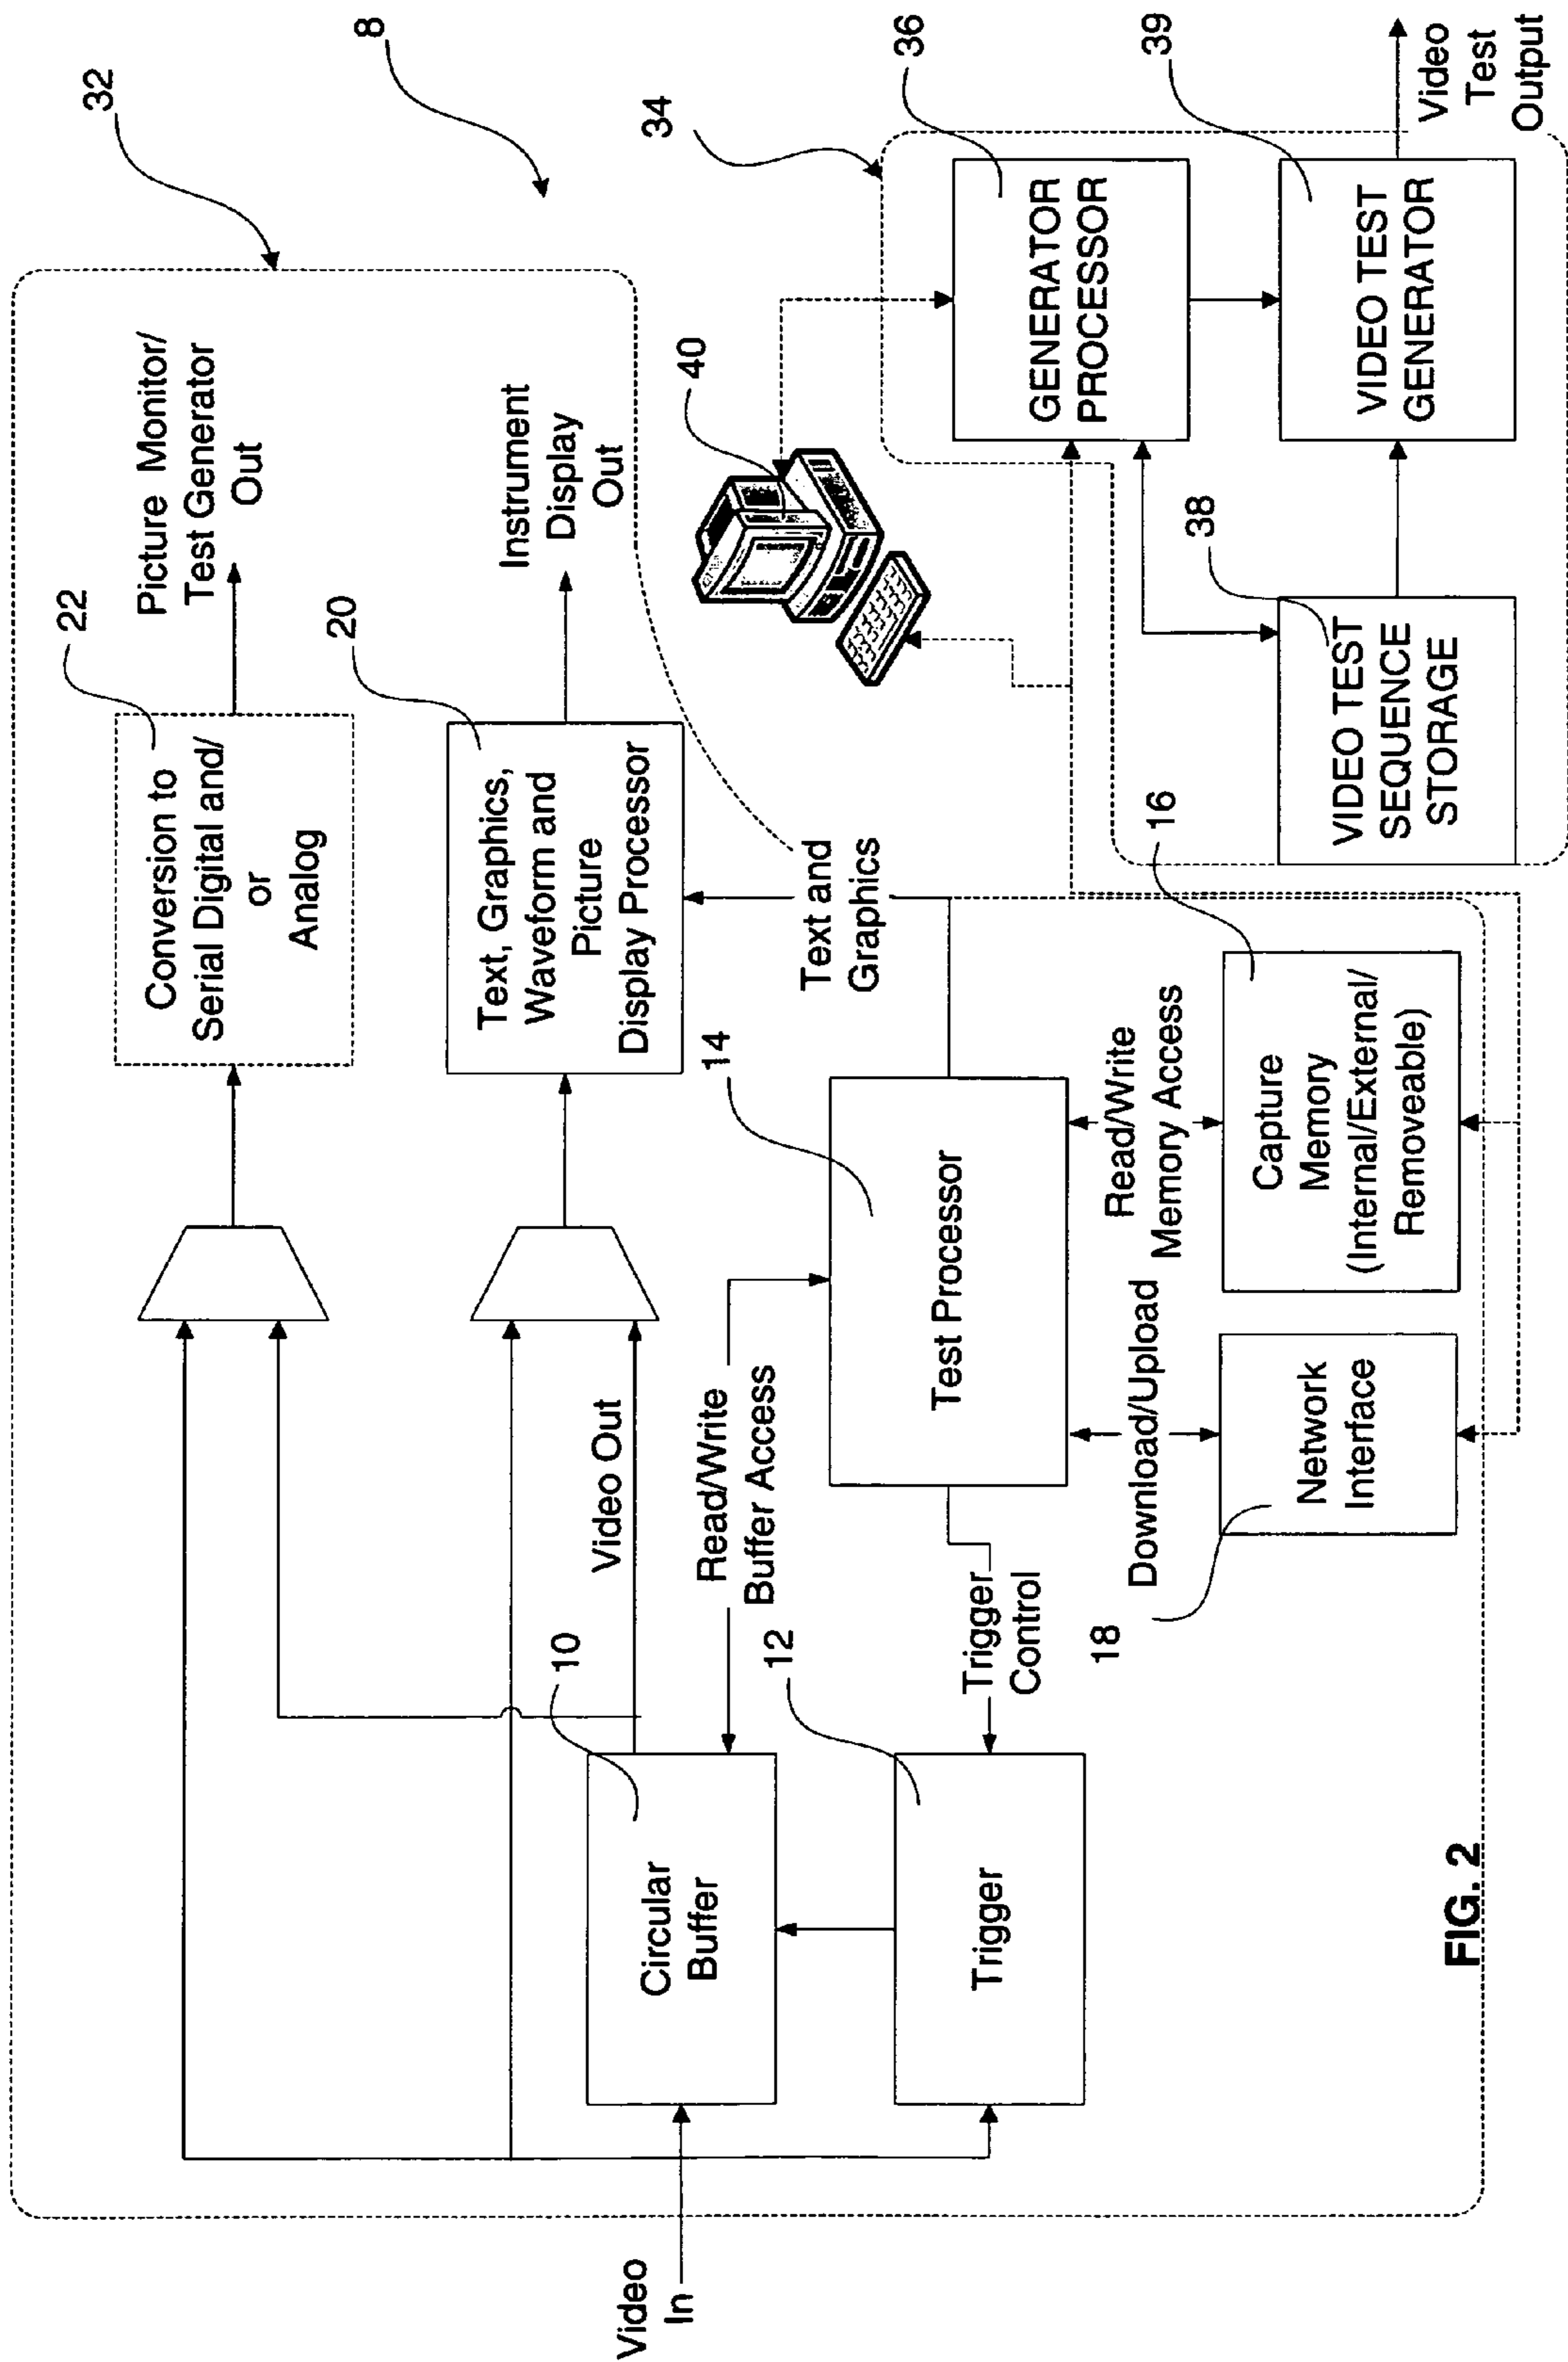 32
8
Picture Monitor/
Test Generator
Out
22
Conversion to
Serial Digital and/
or
Analog
Instrument
Display
Out
20
Text, Graphics,
Waveform and
Picture
Display Processor
Video Out
Read/Write
Buffer Access
10
Circular
Buffer
Video
In
12
Trigger
Trigger
Control
14
Test Processor
Text and
Graphics
Download/Upload
Read/Write
Memory Access
18
Network
Interface
16
Capture
Memory
(Internal/External/
Removeable)
40
34
36
GENERATOR
PROCESSOR
38
VIDEO TEST
SEQUENCE
STORAGE
39
VIDEO TEST
GENERATOR
Video
Test
Output
FIG. 2